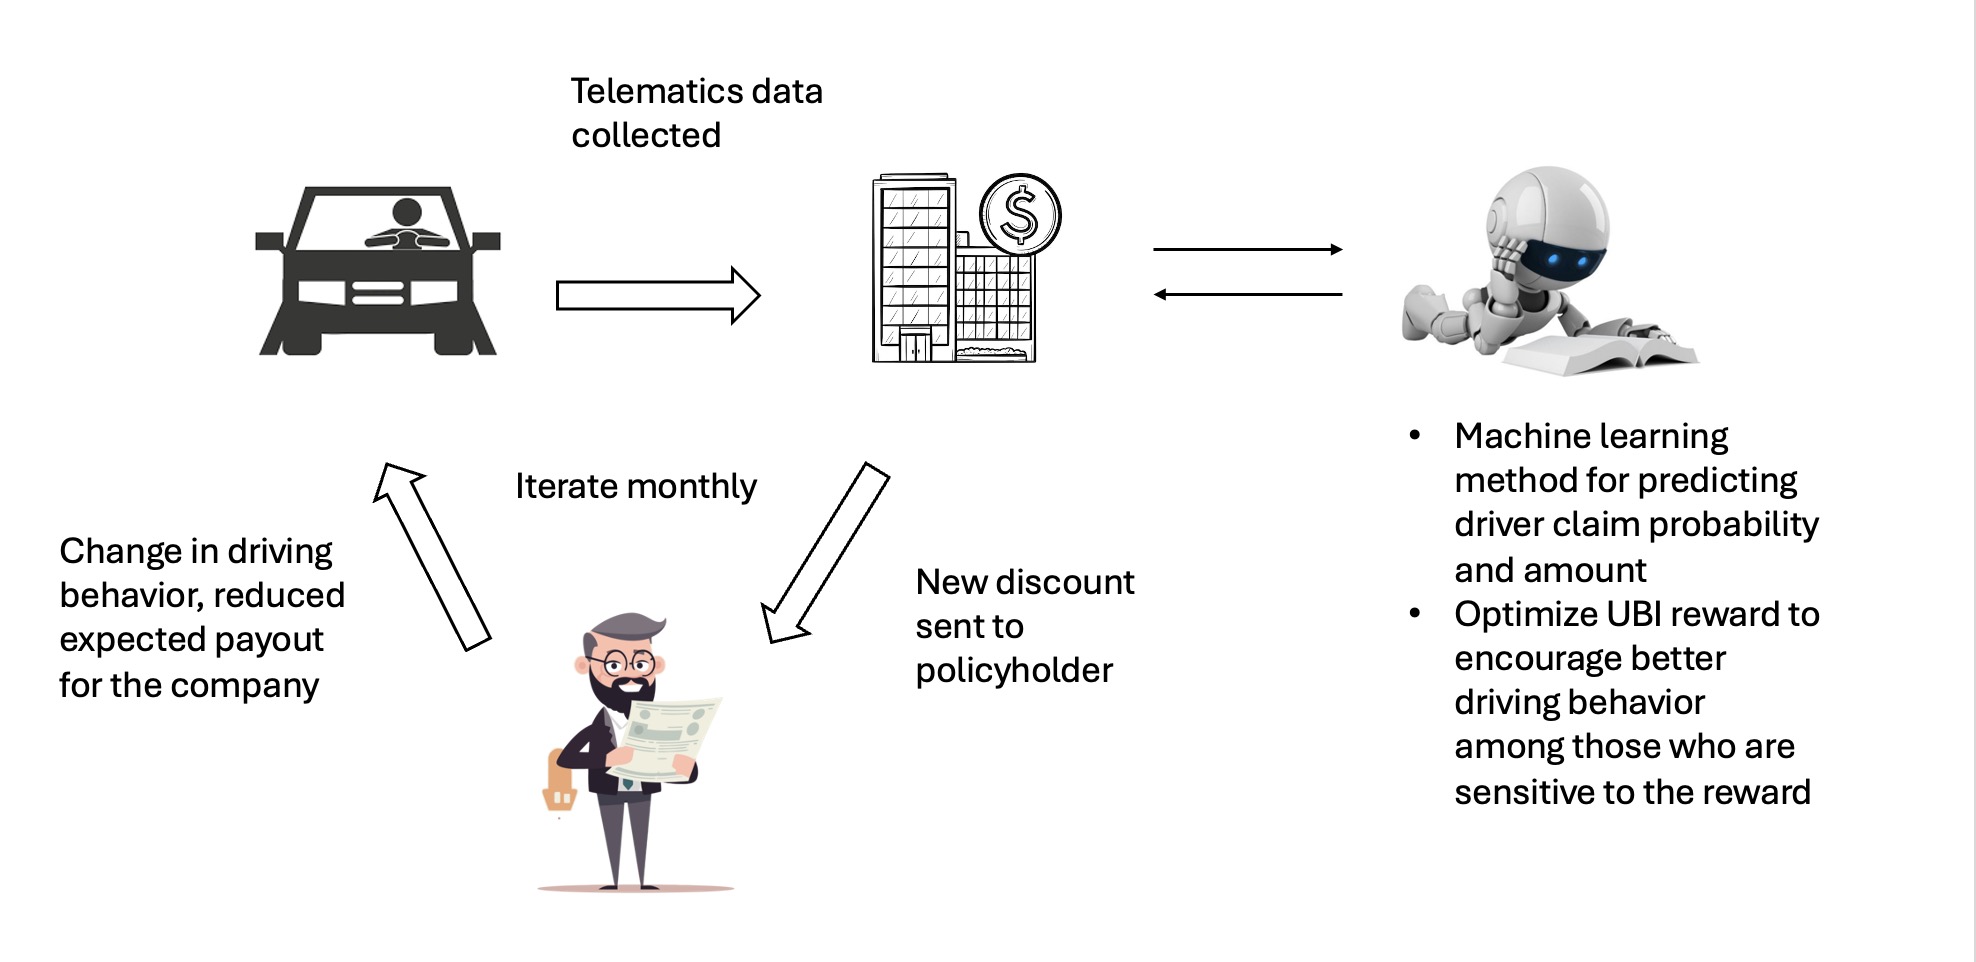 Telematics data
collected
$
Iterate monthly
Change in driving
behavior, reduced
expected payout
for the company
New discount
sent to
policyholder
• Machine learning
method for predicting
driver claim probability
and amount
• Optimize UBI reward to
encourage better
driving behavior
among those who are
sensitive to the reward